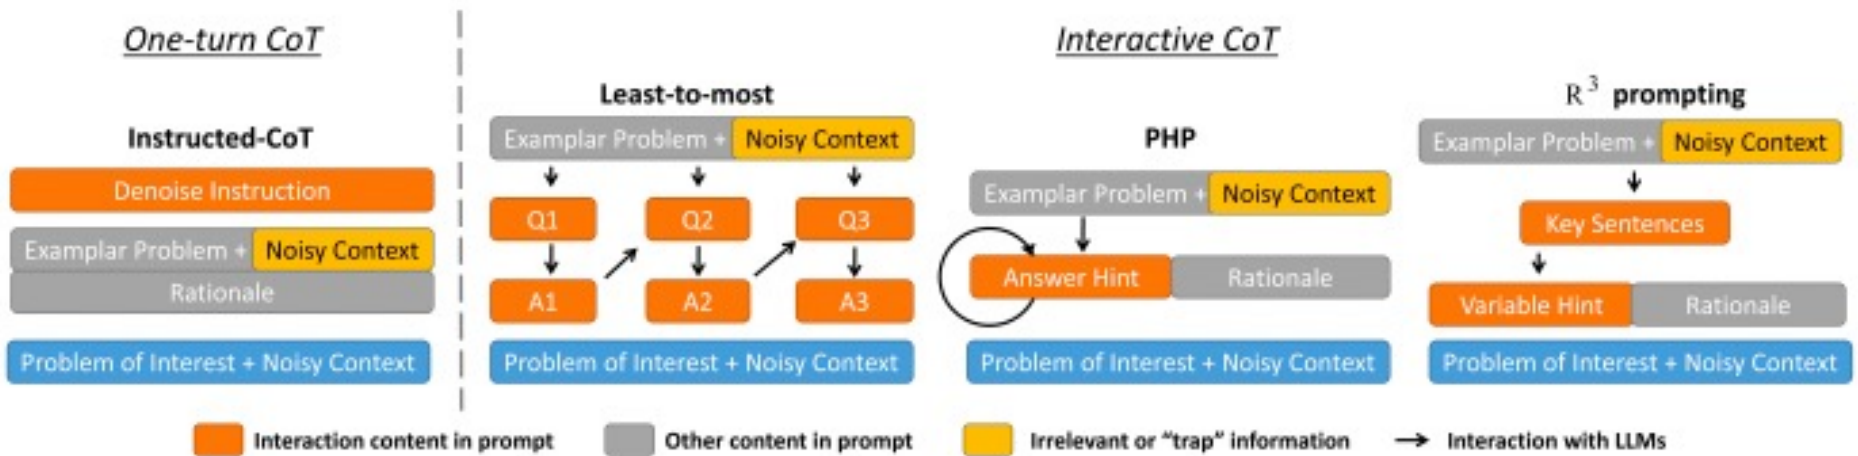 One-turn CoT
Instructed-CoT
Denoise Instruction
Examplar Problem + Noisy Context
Rationale
Problem of Interest + Noisy Context
Interactive CoT
Least-to-most
Examplar Problem + Noisy Context
Q1 Q2 Q3
A1 A2 A3
Problem of Interest + Noisy Context
PHP
Examplar Problem + Noisy Context
Answer Hint Rationale
Problem of Interest + Noisy Context
R³ prompting
Examplar Problem + Noisy Context
Key Sentences
Variable Hint Rationale
Problem of Interest + Noisy Context
Interaction content in prompt Other content in prompt Irrelevant or “trap” information Interaction with LLMs